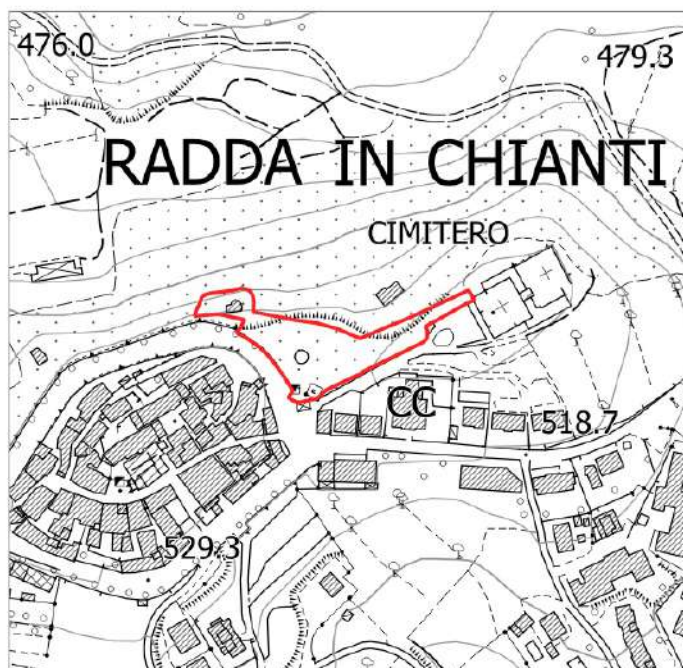 476.0
479.3
RADDA IN CHIANTI
CIMITERO
CC
518.7
529.3